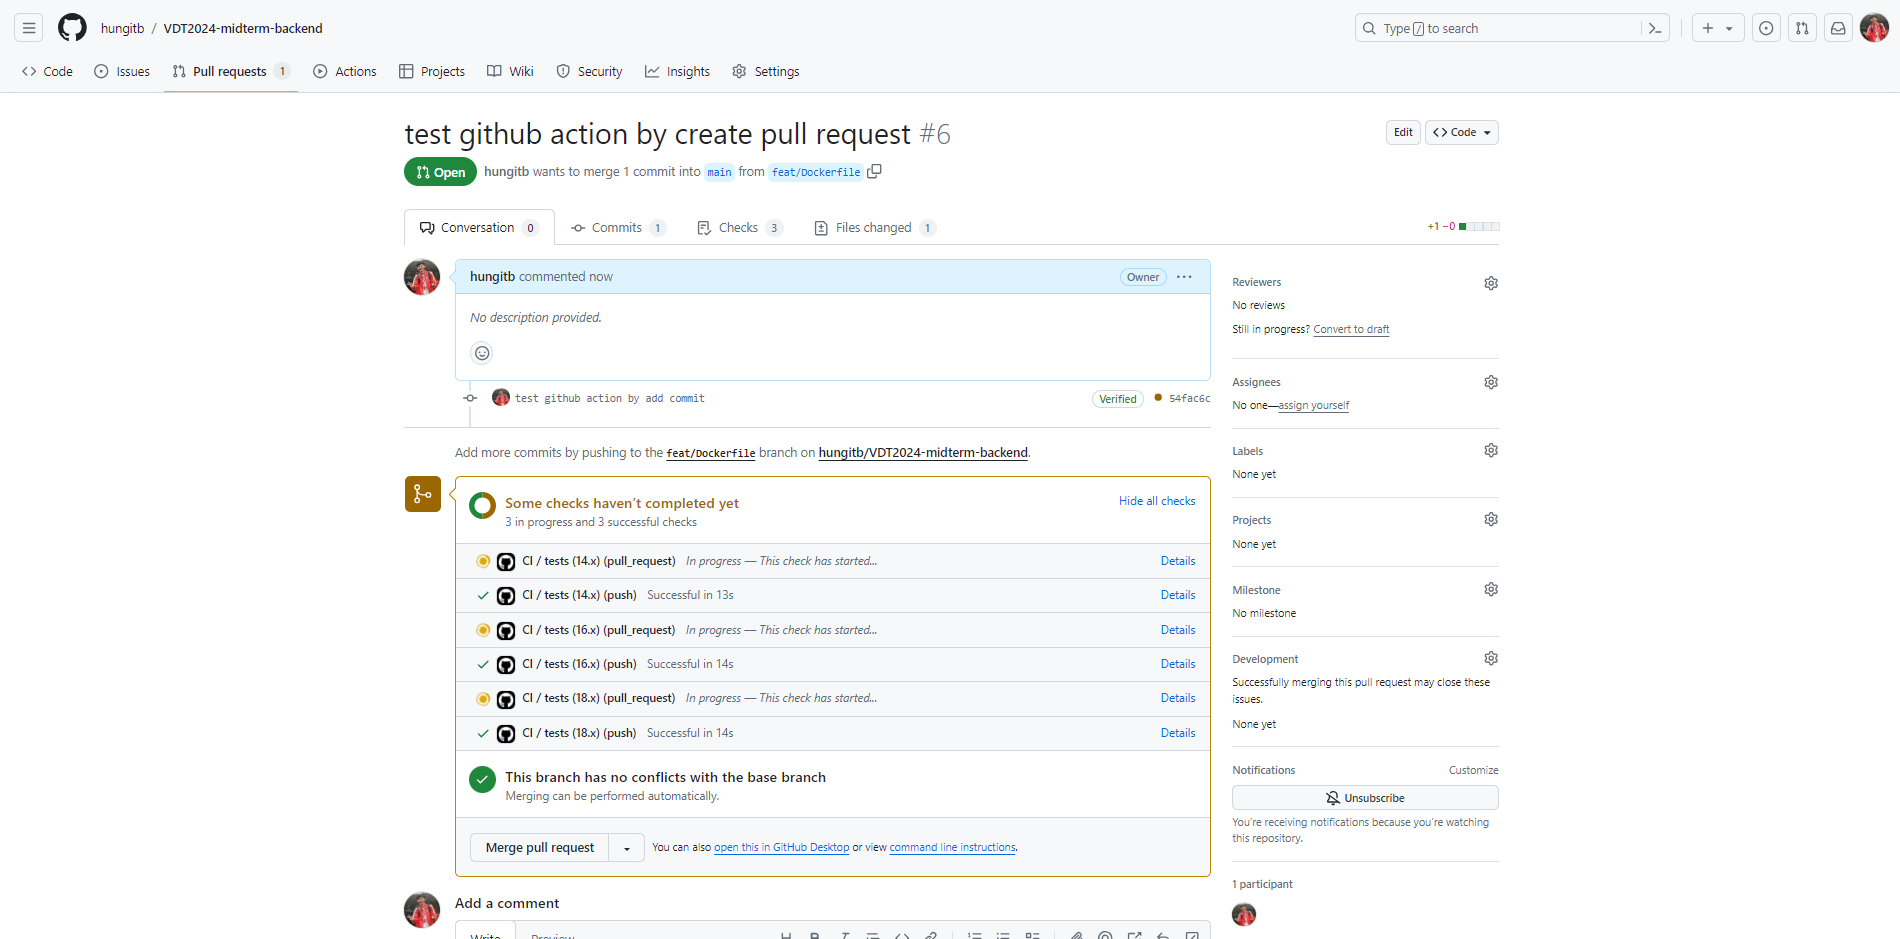 hungitb / VDT2024-midterm-backend
Type / to search
Code
Issues
Pull requests 1
Actions
Projects
Wiki
Security
Insights
Settings
test github action by create pull request #6
Edit
Code
Open
hungitb wants to merge 1 commit into main from feat/Dockerfile
Conversation 0
Commits 1
Checks 3
Files changed 1
+1 −0
hungitb commented now
Owner
No description provided.
test github action by add commit
Verified
54fac6c
Add more commits by pushing to the feat/Dockerfile branch on hungitb/VDT2024-midterm-backend.
Some checks haven't completed yet
Hide all checks
3 in progress and 3 successful checks
CI / tests (14.x) (pull_request) In progress — This check has started... Details
CI / tests (14.x) (push) Successful in 13s Details
CI / tests (16.x) (pull_request) In progress — This check has started... Details
CI / tests (16.x) (push) Successful in 14s Details
CI / tests (18.x) (pull_request) In progress — This check has started... Details
CI / tests (18.x) (push) Successful in 14s Details
This branch has no conflicts with the base branch
Merging can be performed automatically.
Merge pull request
You can also open this in GitHub Desktop or view command line instructions.
Add a comment
Write
Preview
Reviewers
No reviews
Still in progress? Convert to draft
Assignees
No one—assign yourself
Labels
None yet
Projects
None yet
Milestone
No milestone
Development
Successfully merging this pull request may close these
issues.
None yet
Notifications
Customize
Unsubscribe
You're receiving notifications because you're watching
this repository.
1 participant